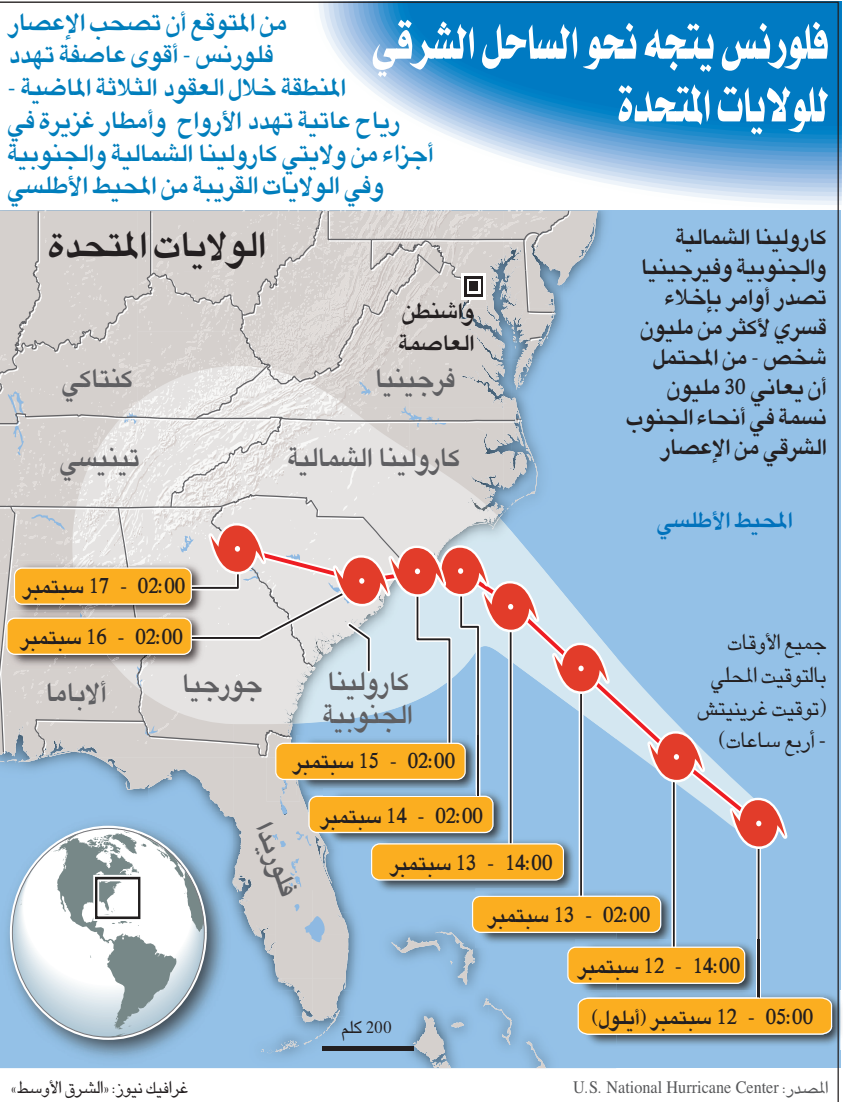 فلورنس يتجه نحو الساحل الشرقي
للولايات المتحدة
من المتوقع أن تصحب الإعصار
فلورنس - أقوى عاصفة تهدد
المنطقة خلال العقود الثلاثة الماضية -
رياح عاتية تهدد الأرواح وأمطار غزيرة في
أجزاء من ولايتي كارولينا الشمالية والجنوبية
وفي الولايات القريبة من المحيط الأطلسي
كارولينا الشمالية
والجنوبية وفيرجينيا
تصدر أوامر بإخلاء
قسري لأكثر من مليون
شخص - من المحتمل
أن يعاني 30 مليون
نسمة في أنحاء الجنوب
الشرقي من الإعصار
الولايات المتحدة
واشنطن
العاصمة
فرجينيا
كنتاكي
كارولينا الشمالية
تينيسي
المحيط الأطلسي
02:00 - 17 سبتمبر
02:00 - 16 سبتمبر
جميع الأوقات
بالتوقيت المحلي
(توقيت غرينيتش
- أربع ساعات)
كارولينا
الجنوبية
جورجيا
ألاباما
02:00 - 15 سبتمبر
02:00 - 14 سبتمبر
14:00 - 13 سبتمبر
02:00 - 13 سبتمبر
14:00 - 12 سبتمبر
05:00 - 12 سبتمبر (أيلول)
فلوريدا
200 كلم
المصدر: U.S. National Hurricane Center
غرافيك نيوز: «الشرق الأوسط»